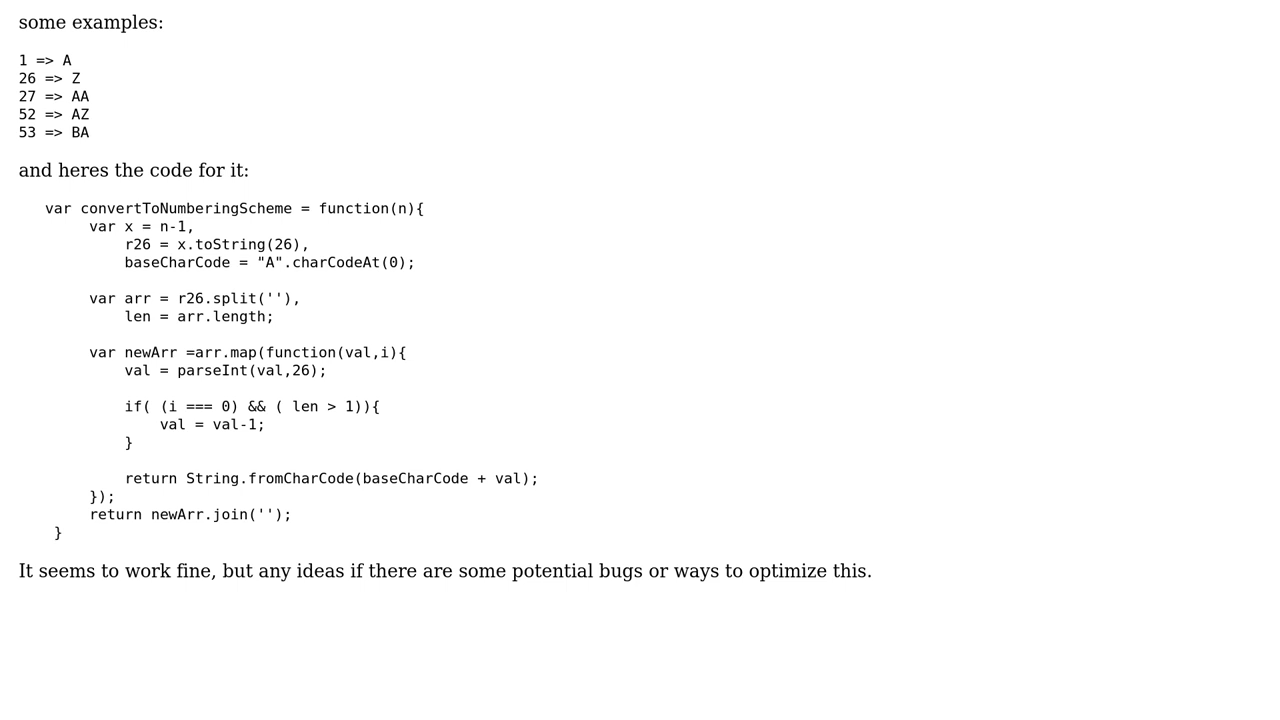 some examples:
1 => A
26 => Z
27 => AA
52 => AZ
53 => BA
and heres the code for it:
var convertToNumberingScheme = function(n){
var x = n-1,
r26 = x.toString(26),
baseCharCode = "A".charCodeAt(0);
var arr = r26.split(''),
len = arr.length;
var newArr =arr.map(function(val,i){
val = parseInt(val,26);
if( (i === 0) && ( len > 1)){
val = val-1;
}
return String.fromCharCode(baseCharCode + val);
});
return newArr.join('');
}
It seems to work fine, but any ideas if there are some potential bugs or ways to optimize this.